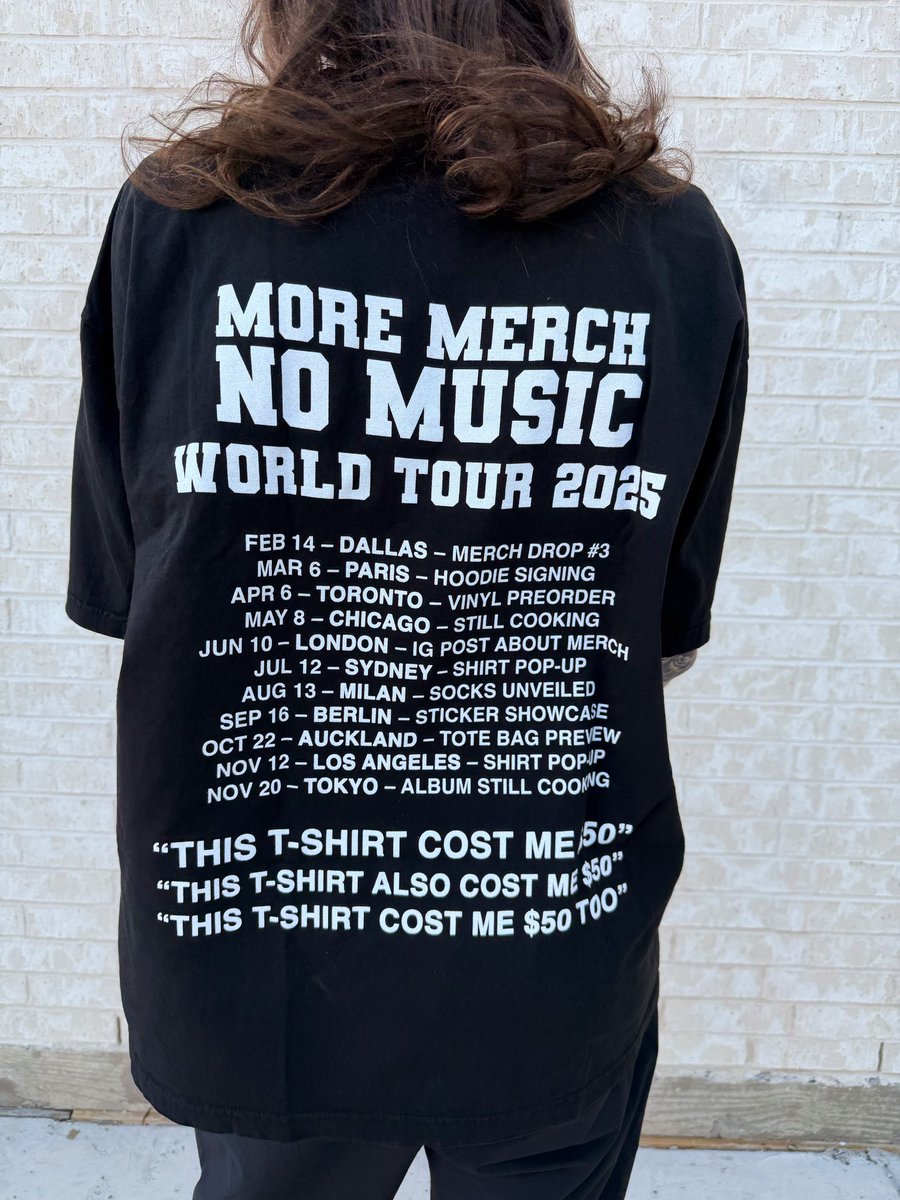 MORE MERCH
NO MUSIC
WORLD TOUR 2025
FEB 14 – DALLAS – MERCH DROP #3
MAR 6 – PARIS – HOODIE SIGNING
APR 6 – TORONTO – VINYL PREORDER
MAY 8 – CHICAGO – STILL COOKING
JUN 10 – LONDON – IG POST ABOUT MERCH
JUL 12 – SYDNEY – SHIRT POP-UP
AUG 13 – MILAN – SOCKS UNVEILED
SEP 16 – BERLIN – STICKER SHOWCASE
OCT 22 – AUCKLAND – TOTE BAG PREVIEW
NOV 12 – LOS ANGELES – SHIRT POP-UP
NOV 20 – TOKYO – ALBUM STILL COOKING
“THIS T-SHIRT COST ME $50”
“THIS T-SHIRT ALSO COST ME $50”
“THIS T-SHIRT COST ME $50 TOO”